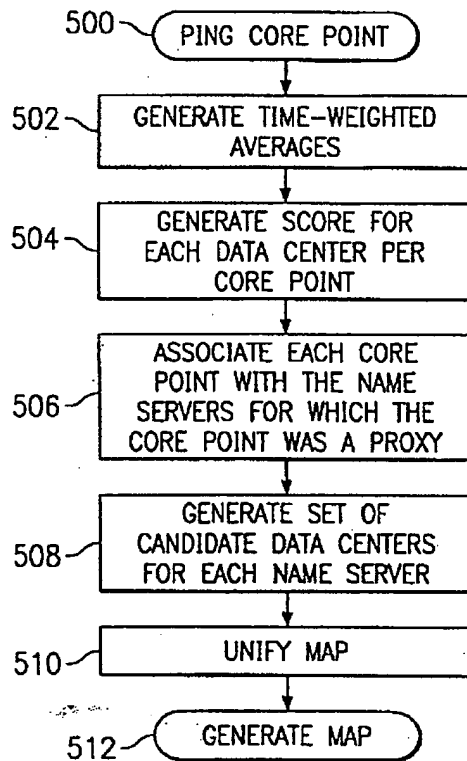 500
PING CORE POINT
502
GENERATE TIME-WEIGHTED
AVERAGES
504
GENERATE SCORE FOR
EACH DATA CENTER PER
CORE POINT
506
ASSOCIATE EACH CORE
POINT WITH THE NAME
SERVERS FOR WHICH THE
CORE POINT WAS A PROXY
508
GENERATE SET OF
CANDIDATE DATA CENTERS
FOR EACH NAME SERVER
510
UNIFY MAP
512
GENERATE MAP